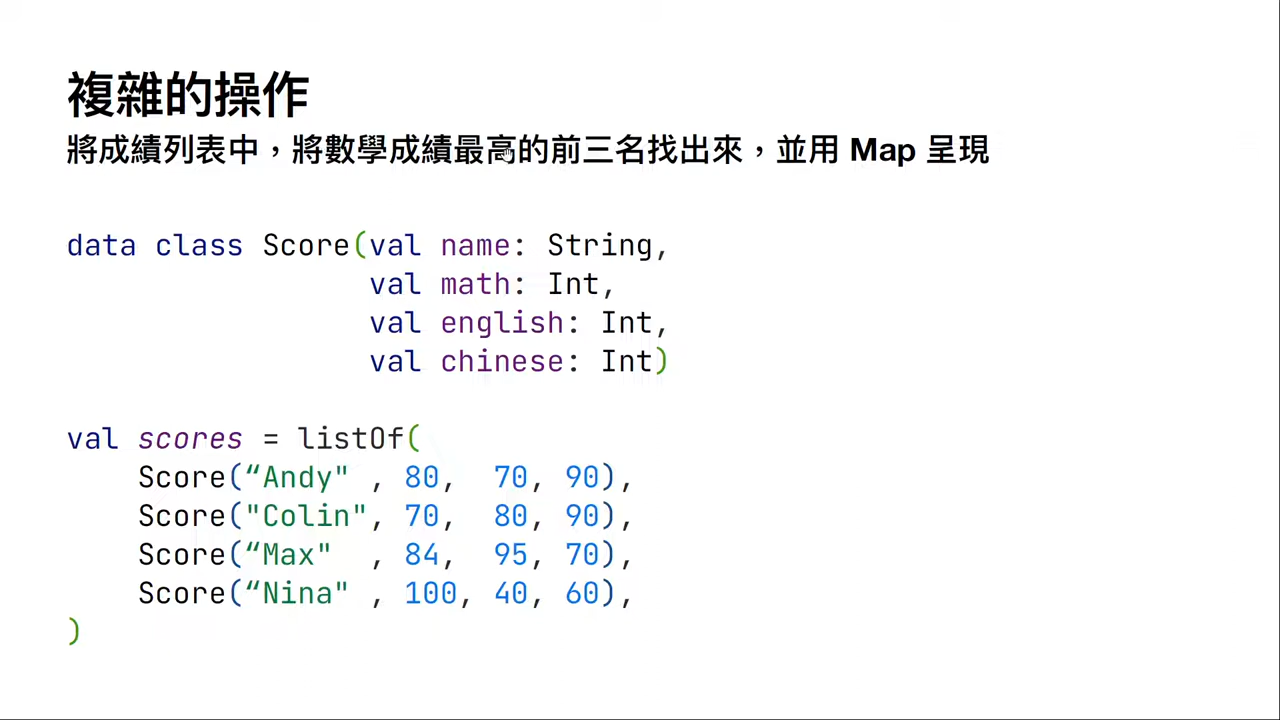 複雜的操作
將成績列表中，將數學成績最高的前三名找出來，並用 Map 呈現
data class Score(val name: String,
val math: Int,
val english: Int,
val chinese: Int)
val scores = listOf(
Score(“Andy" , 80, 70, 90),
Score("Colin", 70, 80, 90),
Score(“Max" , 84, 95, 70),
Score(“Nina" , 100, 40, 60),
)